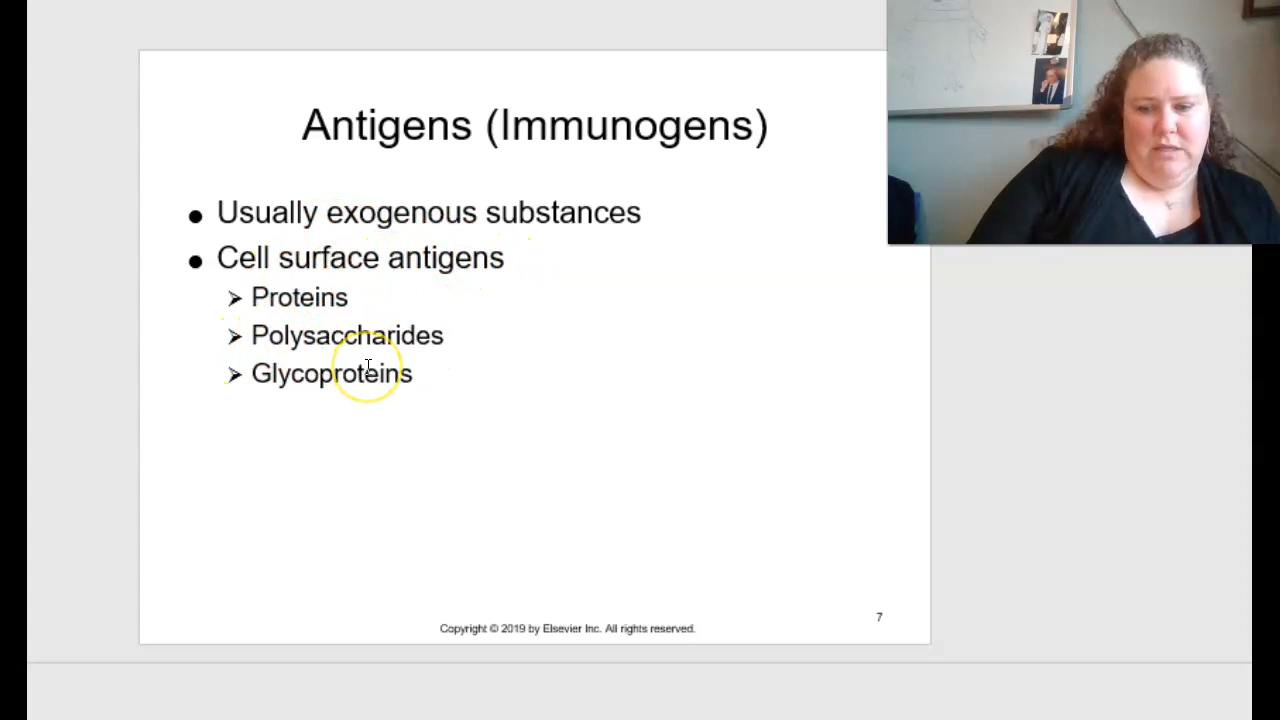 Antigens (Immunogens)
● Usually exogenous substances
● Cell surface antigens
➢ Proteins
➢ Polysaccharides
➢ Glycoproteins
7
Copyright © 2019 by Elsevier Inc. All rights reserved.